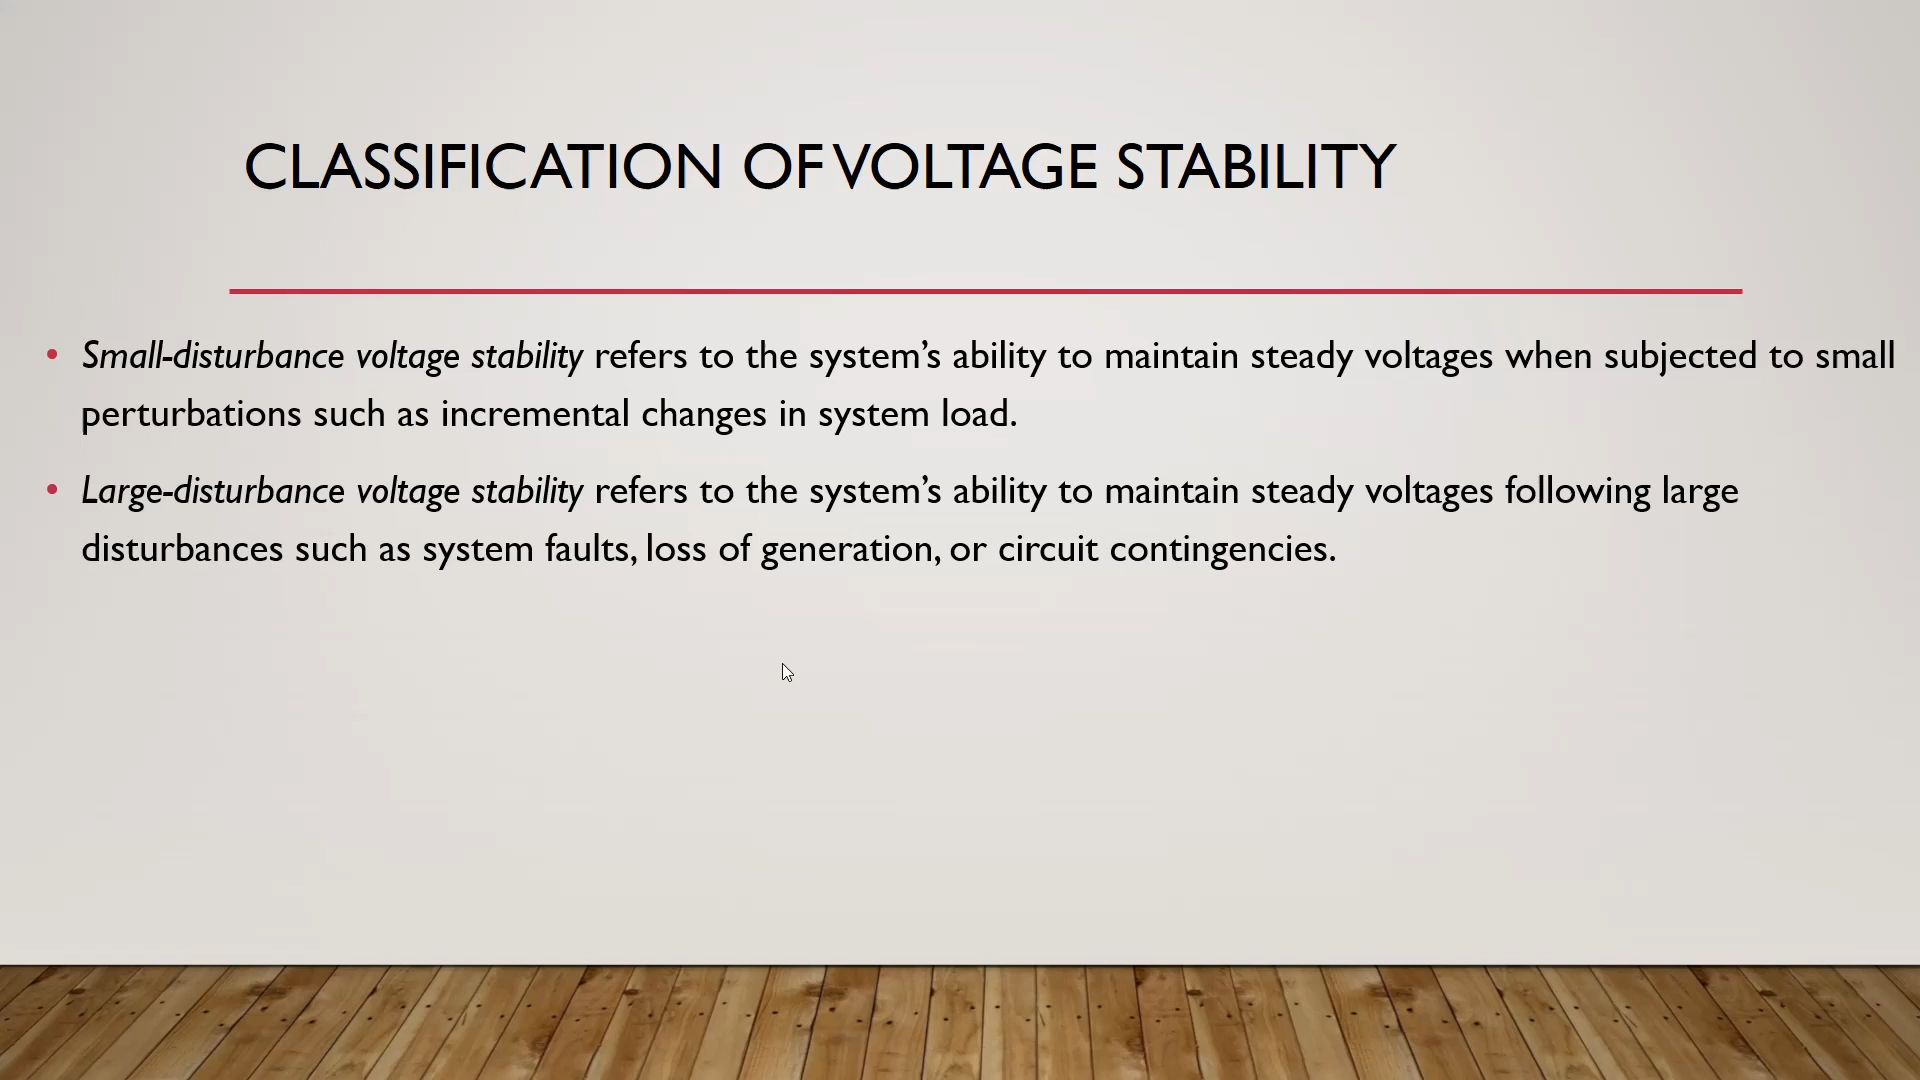 CLASSIFICATION OF VOLTAGE STABILITY
• Small-disturbance voltage stability refers to the system’s ability to maintain steady voltages when subjected to small
perturbations such as incremental changes in system load.
• Large-disturbance voltage stability refers to the system’s ability to maintain steady voltages following large
disturbances such as system faults, loss of generation, or circuit contingencies.